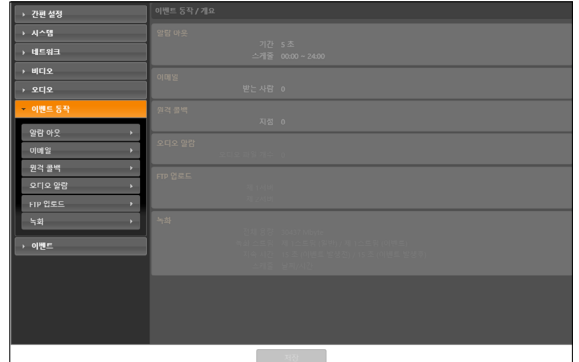 간편 설정
시스템
네트워크
비디오
오디오
이벤트 동작
알람 아웃
이메일
원격 콜백
오디오 알람
FTP 업로드
녹화
이벤트
이벤트 동작 / 개요
알람 아웃
기간 5 초
스케줄 00:00 ~ 24:00
이메일
받는 사람 0
원격 콜백
지점 0
오디오 알람
FTP 업로드
녹화
저장